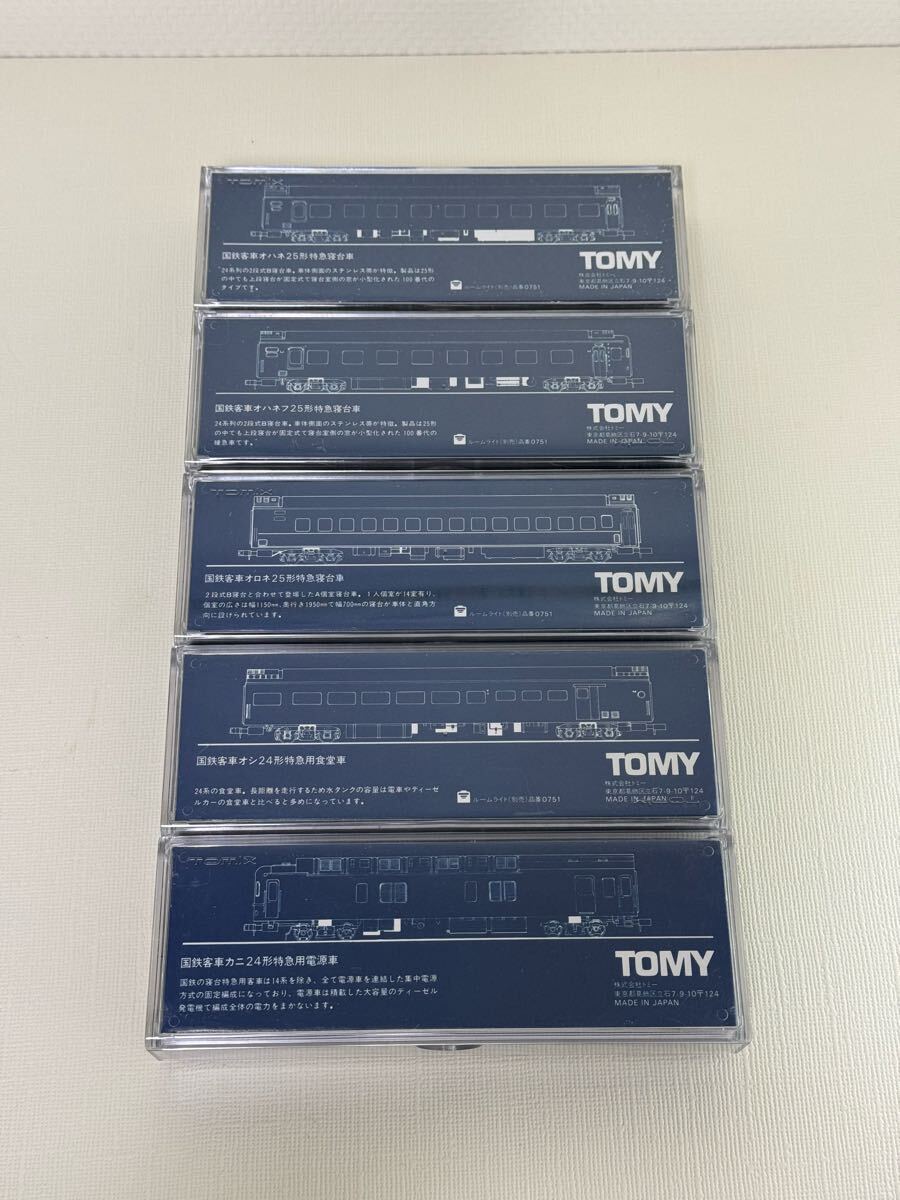 TOMIX
国鉄客車オハネ25形特急寝台車
24系列の2段式B寝台車。車体側面のステンレス帯が特徴。製品は25形
の中でも上段寝台が固定式で寝台室側の窓が小型化された100番代の
タイプです。
ルームライト(別売)品番0751
TOMY
株式会社トミー
東京都葛飾区立石7-9-10〒124
MADE IN JAPAN
国鉄客車オハネフ25形特急寝台車
24系列の2段式B寝台車。車体側面のステンレス帯が特徴。製品は25形
の中でも上段寝台が固定式で寝台室側の窓が小型化された100番代の
緩急車です。
ルームライト(別売)品番0751
TOMY
株式会社トミー
東京都葛飾区立石7-9-10〒124
MADE IN JAPAN
TOMIX
国鉄客車オロネ25形特急寝台車
2段式B寝台と合わせて登場したA個室寝台車。1人個室が14室有り、
個室の広さは幅1150㎜、奥行き1950㎜で幅700㎜の寝台が車体と直角方
向に設けられています。
ルームライト(別売)品番0751
TOMY
株式会社トミー
東京都葛飾区立石7-9-10〒124
MADE IN JAPAN
国鉄客車オシ24形特急用食堂車
24系の食堂車。長距離を走行するため水タンクの容量は電車やディーゼ
ルカーの食堂車と比べると多めになっています。
ルームライト(別売)品番0751
TOMY
株式会社トミー
東京都葛飾区立石7-9-10〒124
MADE IN JAPAN
TOMIX
国鉄客車カニ24形特急用電源車
国鉄の寝台特急用客車は14系を除き、全て電源車を連結した集中電源
方式の固定編成になっており、電源車は積載した大容量のディーゼル
発電機で編成全体の電力をまかないます。
TOMY
株式会社トミー
東京都葛飾区立石7-9-10〒124
MADE IN JAPAN